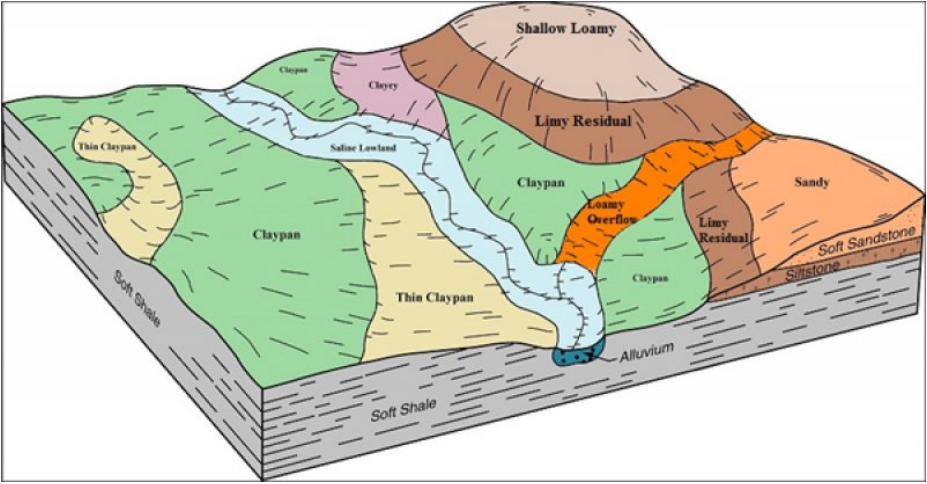 Shallow Loamy
Claypan
Clayey
Limy Residual
Thin Claypan
Saline Lowland
Claypan
Sandy
Loamy
Overflow
Limy
Residual
Claypan
Soft Sandstone
Siltstone
Claypan
Thin Claypan
Soft Shale
Alluvium
Soft Shale